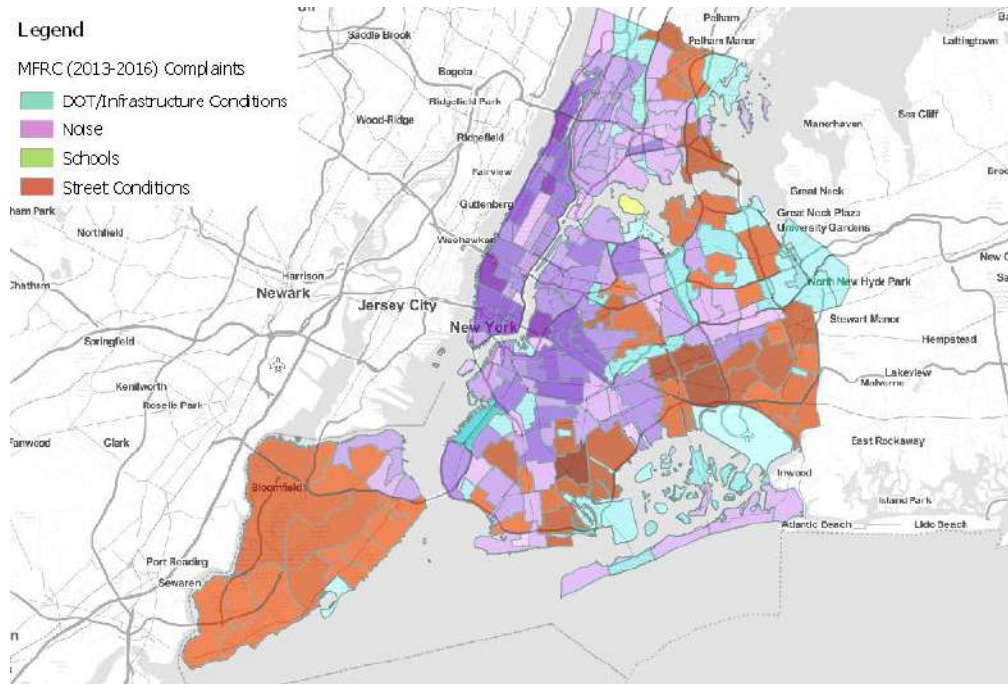 Legend
MFRC (2013-2016) Complaints
DOT/Infrastructure Conditions
Noise
Schools
Street Conditions
Saddle Brook
Pelham
Pelham Manor
Lattingtown
Bogota
Ridgefield Park
Wood-Ridge
Ridgefield
Sea Cliff
Manorhaven
Fairview
Great Neck
ham Park
Guttenberg
Great Neck Plaza
University Gardens
Northfield
Weehawken
Chatham
Harrison
Newark
Jersey City
North New Hyde Park
New York
Stewart Manor
Springfield
Hempstead
Kenilworth
Lakeview
Malverne
Roselle Park
Fanwood
Clark
East Rockaway
Bloomfield
Inwood
Island Park
Atlantic Beach
Lido Beach
Port Reading
Sewaren